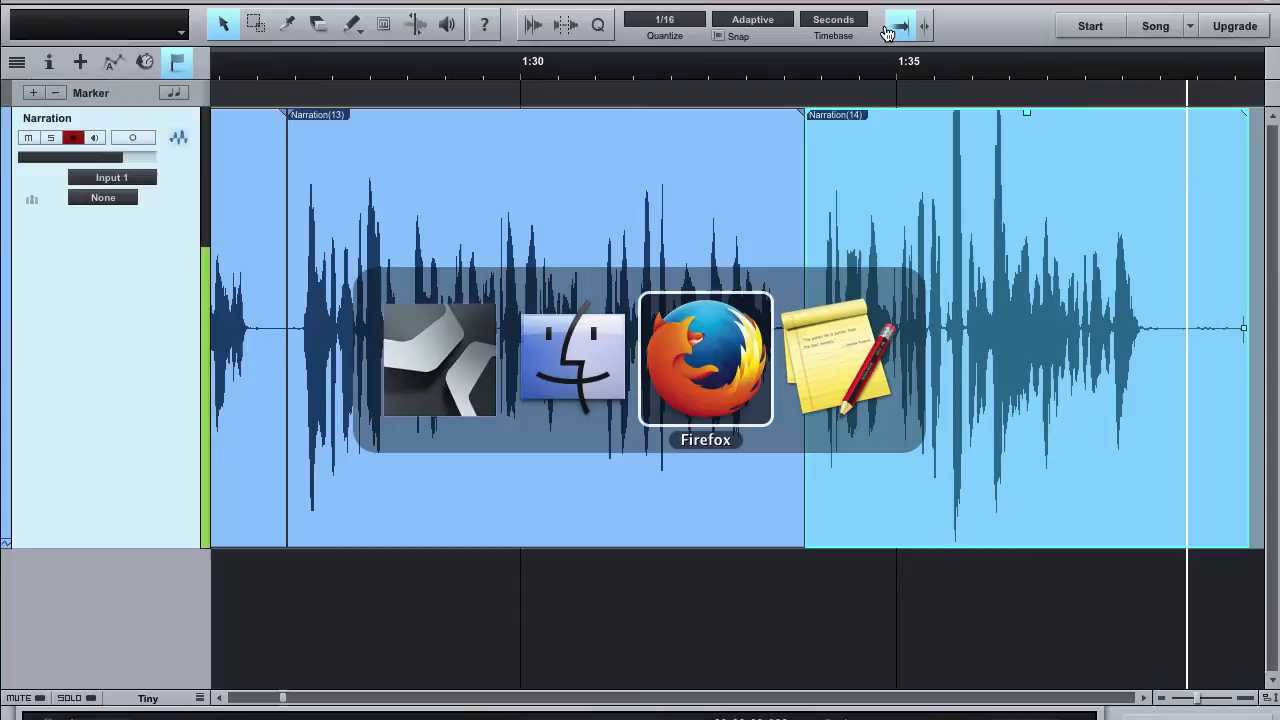 1/16
Quantize
Adaptive
Snap
Seconds
Timebase
?
Start
Song
Upgrade
1:30
1:35
Marker
Narration
M
S
Input 1
None
Narration(13)
Narration(14)
Firefox
MUTE
SOLO
Tiny